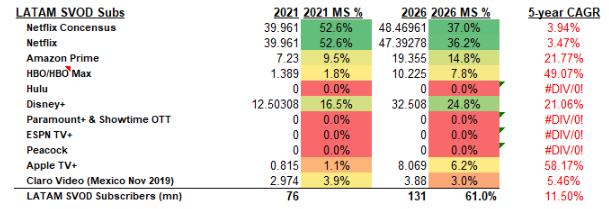 LATAM SVOD Subs 2021 2021 MS % 2026 2026 MS % 5-year CAGR
Netflix Concensus 39.961 52.6% 48.46961 37.0% 3.94%
Netflix 39.961 52.6% 47.39278 36.2% 3.47%
Amazon Prime 7.23 9.5% 19.355 14.8% 21.77%
HBO/HBO Max 1.389 1.8% 10.225 7.8% 49.07%
Hulu 0 0.0% 0 0.0% #DIV/0!
Disney+ 12.50308 16.5% 32.508 24.8% 21.06%
Paramount+ & Showtime OTT 0 0.0% 0 0.0% #DIV/0!
ESPN TV+ 0 0.0% 0 0.0% #DIV/0!
Peacock 0 0.0% 0 0.0% #DIV/0!
Apple TV+ 0.815 1.1% 8.069 6.2% 58.17%
Claro Video (Mexico Nov 2019) 2.974 3.9% 3.88 3.0% 5.46%
LATAM SVOD Subscribers (mn) 76 131 61.0% 11.50%